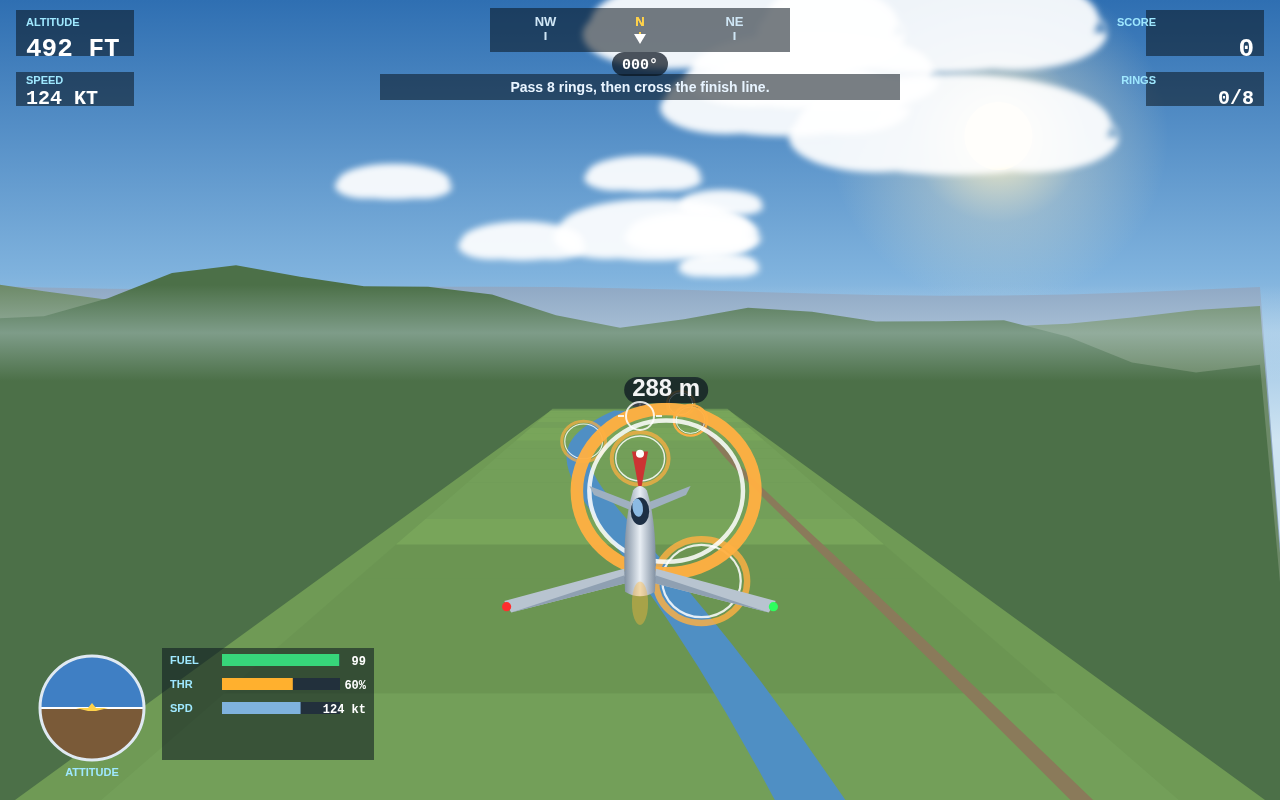 ALTITUDE
492 FT
SPEED
124 KT
NW N NE
000°
Pass 8 rings, then cross the finish line.
SCORE
0
RINGS
0/8
288 m
FUEL 99
THR 60%
SPD 124 kt
ATTITUDE